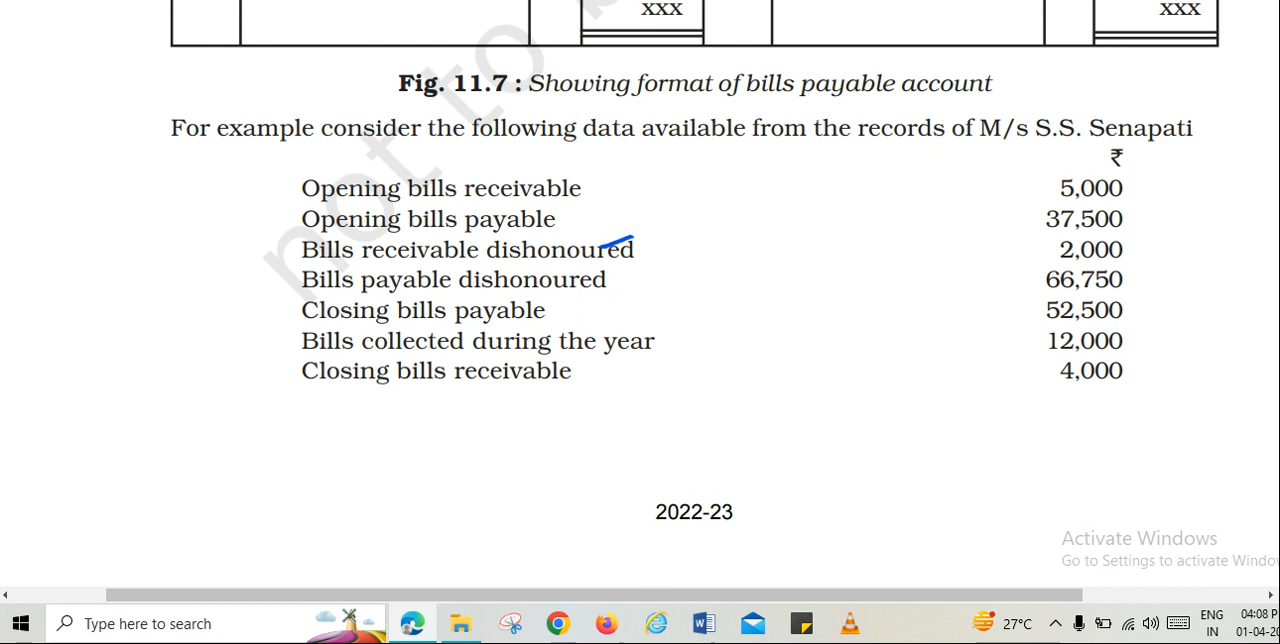 xxx xxx
Fig. 11.7 : Showing format of bills payable account
For example consider the following data available from the records of M/s S.S. Senapati
₹
Opening bills receivable 5,000
Opening bills payable 37,500
Bills receivable dishonoured 2,000
Bills payable dishonoured 66,750
Closing bills payable 52,500
Bills collected during the year 12,000
Closing bills receivable 4,000
not to b
2022-23
Activate Windows
Go to Settings to activate Windo
Type here to search 27°C ENG 04:08 P
IN 01-04-20